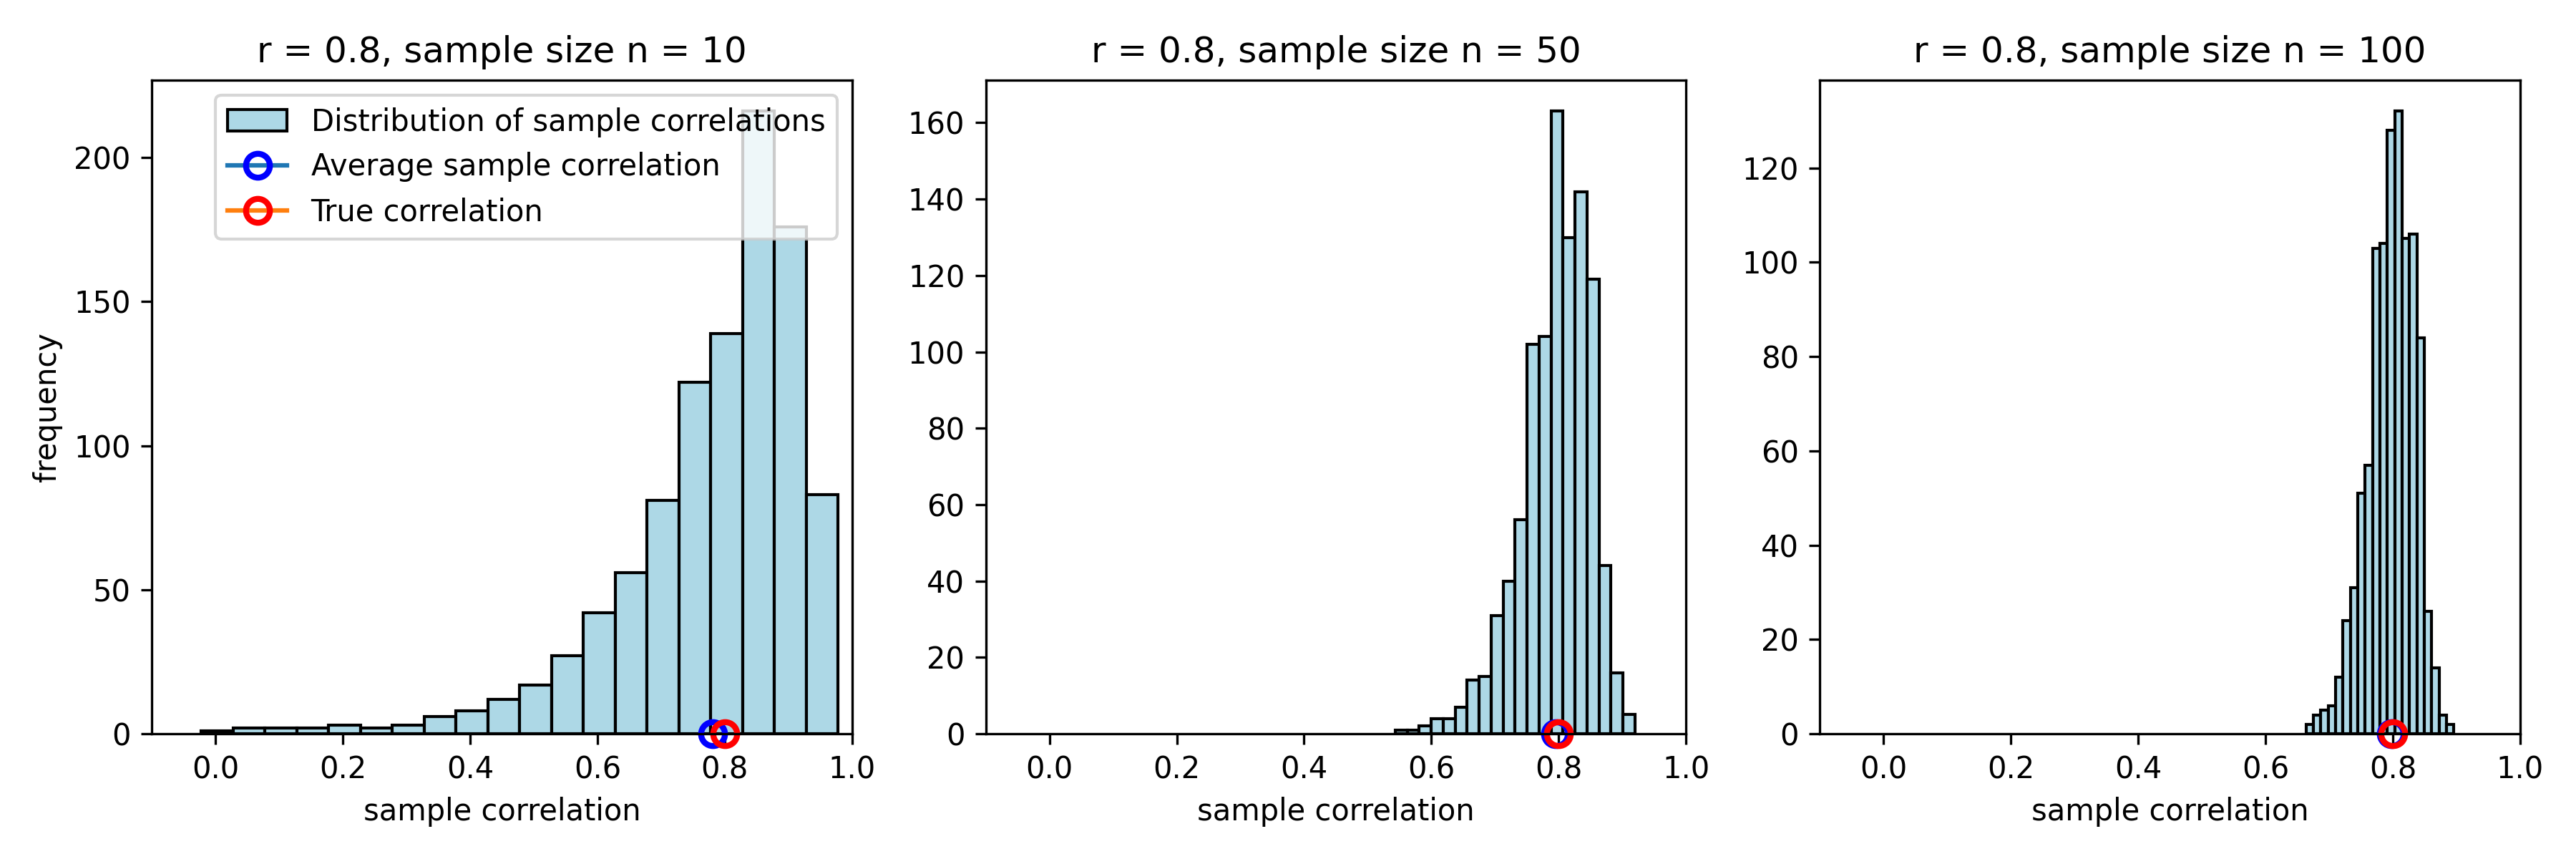 r = 0.8, sample size n = 10
Distribution of sample correlations
Average sample correlation
True correlation
frequency
200
150
100
50
0
0.0 0.2 0.4 0.6 0.8 1.0
sample correlation
r = 0.8, sample size n = 50
160
140
120
100
80
60
40
20
0
0.0 0.2 0.4 0.6 0.8 1.0
sample correlation
r = 0.8, sample size n = 100
120
100
80
60
40
20
0
0.0 0.2 0.4 0.6 0.8 1.0
sample correlation